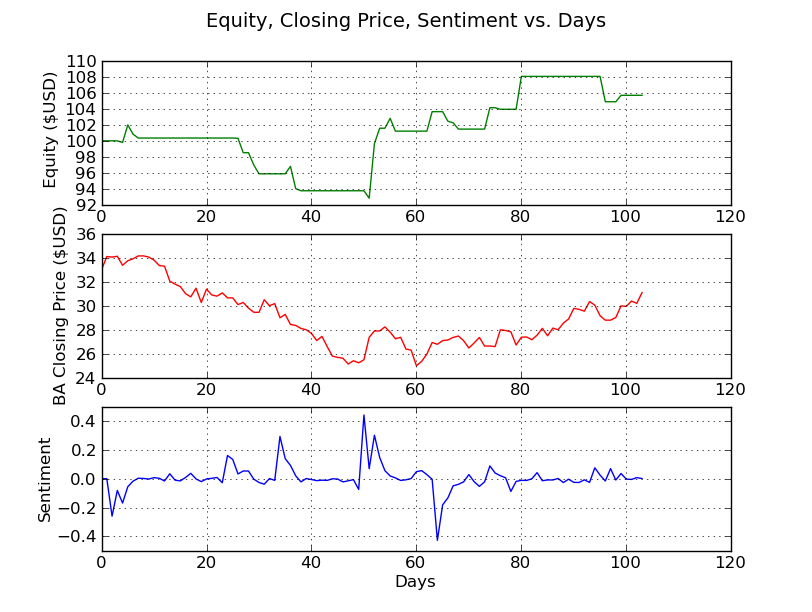 Equity, Closing Price, Sentiment vs. Days
Equity ($USD)
110
108
106
104
102
100
98
96
94
92
0 20 40 60 80 100 120
BA Closing Price ($USD)
36
34
32
30
28
26
24
0 20 40 60 80 100 120
Sentiment
0.4
0.2
0.0
−0.2
−0.4
0 20 40 60 80 100 120
Days